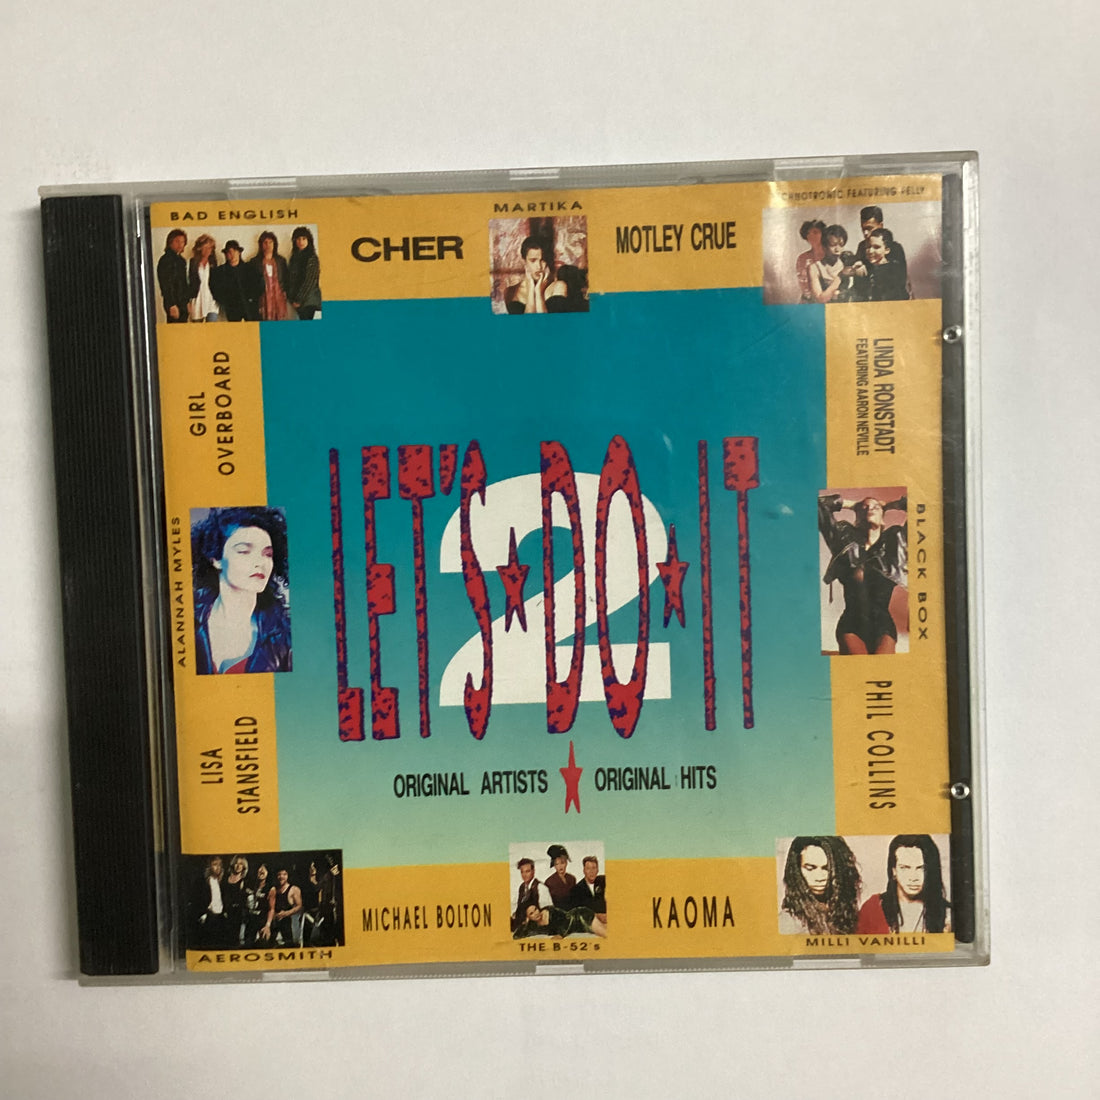 BAD ENGLISH
CHER
MARTIKA
MOTLEY CRUE
FEATURING FELLY
LINDA RONSTADT
FEATURING AARON NEVILLE
GIRL
OVERBOARD
BLACK BOX
ALANNAH MYLES
2
LET'S DO IT
PHIL COLLINS
LISA
STANSFIELD
ORIGINAL ARTISTS
ORIGINAL HITS
AEROSMITH
MICHAEL BOLTON
THE B-52's
KAOMA
MILLI VANILLI